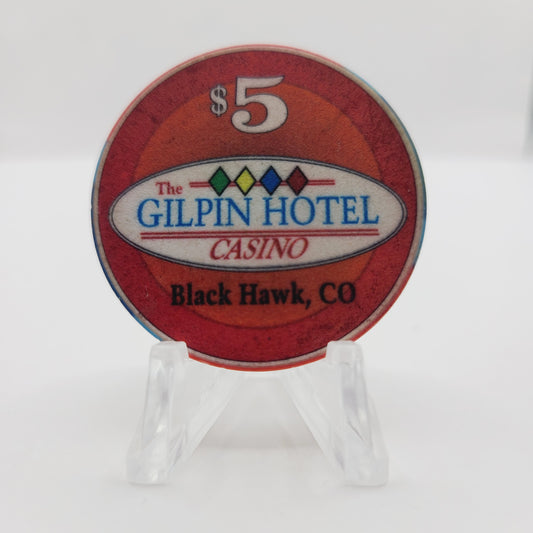 $5
The
GILPIN HOTEL
CASINO
Black Hawk, CO